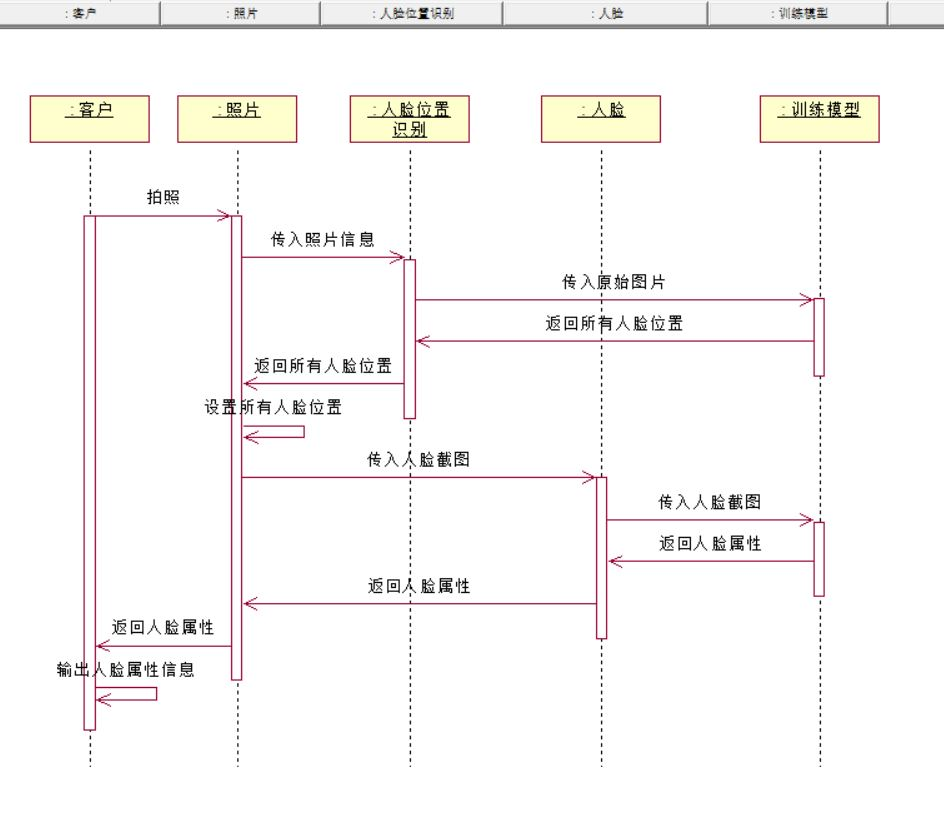 : 客户
: 照片
: 人脸位置识别
: 人脸
: 训练模型
: 客户
: 照片
: 人脸位置
识别
: 人脸
: 训练模型
拍照
传入照片信息
传入原始图片
返回所有人脸位置
返回所有人脸位置
设置所有人脸位置
传入人脸截图
传入人脸截图
返回人脸属性
返回人脸属性
返回人脸属性
输出人脸属性信息